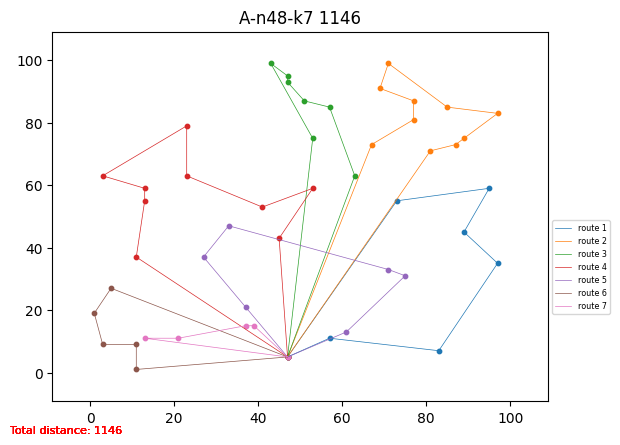 A-n48-k7 1146
100
80
60
40
20
0
0 20 40 60 80 100
route 1
route 2
route 3
route 4
route 5
route 6
route 7
Total distance: 1146